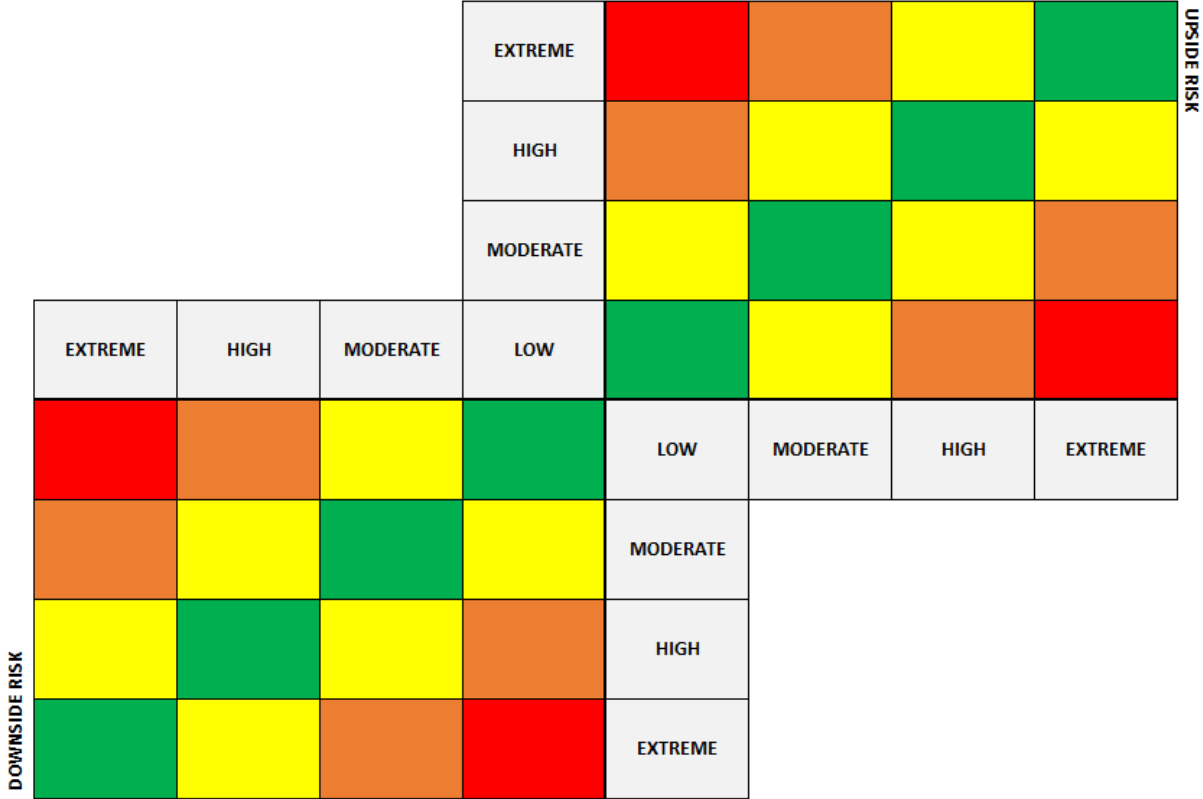 EXTREME
UPSIDE RISK
HIGH
MODERATE
EXTREME HIGH MODERATE LOW
LOW MODERATE HIGH EXTREME
MODERATE
HIGH
DOWNSIDE RISK
EXTREME